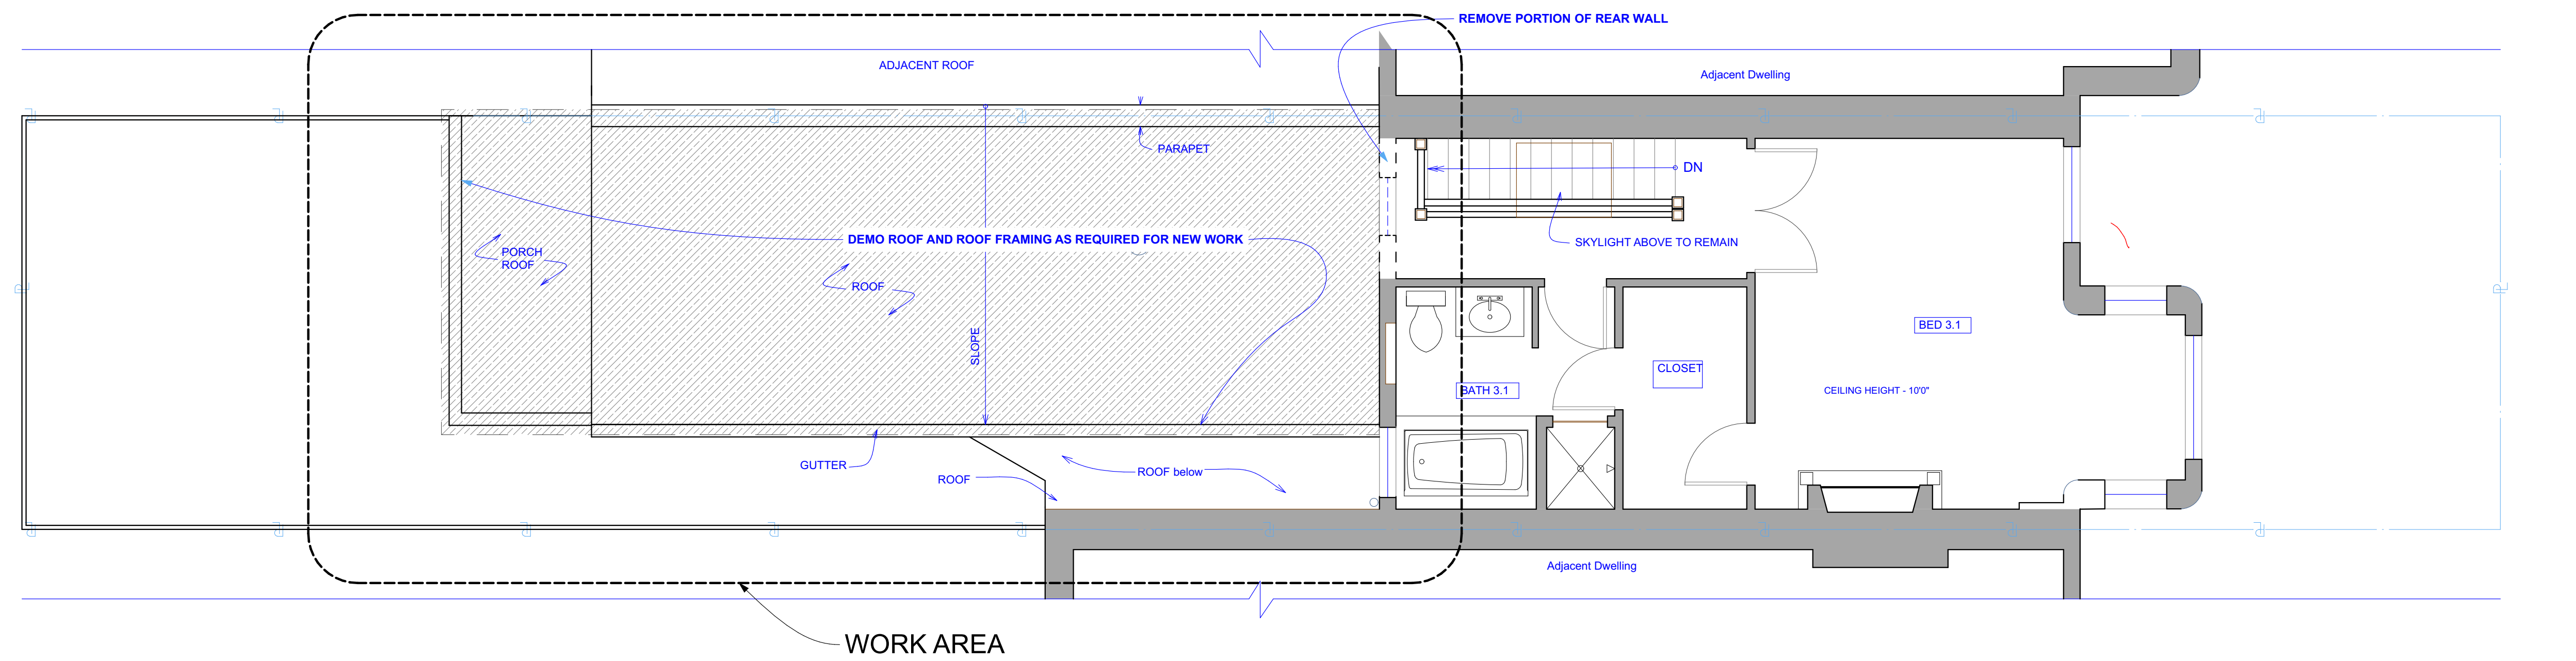 REMOVE PORTION OF REAR WALL
ADJACENT ROOF
Adjacent Dwelling
PARAPET
DN
DEMO ROOF AND ROOF FRAMING AS REQUIRED FOR NEW WORK
SKYLIGHT ABOVE TO REMAIN
PORCH
ROOF
ROOF
SLOPE
BED 3.1
CLOSET
BATH 3.1
CEILING HEIGHT - 10'0"
GUTTER
ROOF
ROOF below
Adjacent Dwelling
WORK AREA